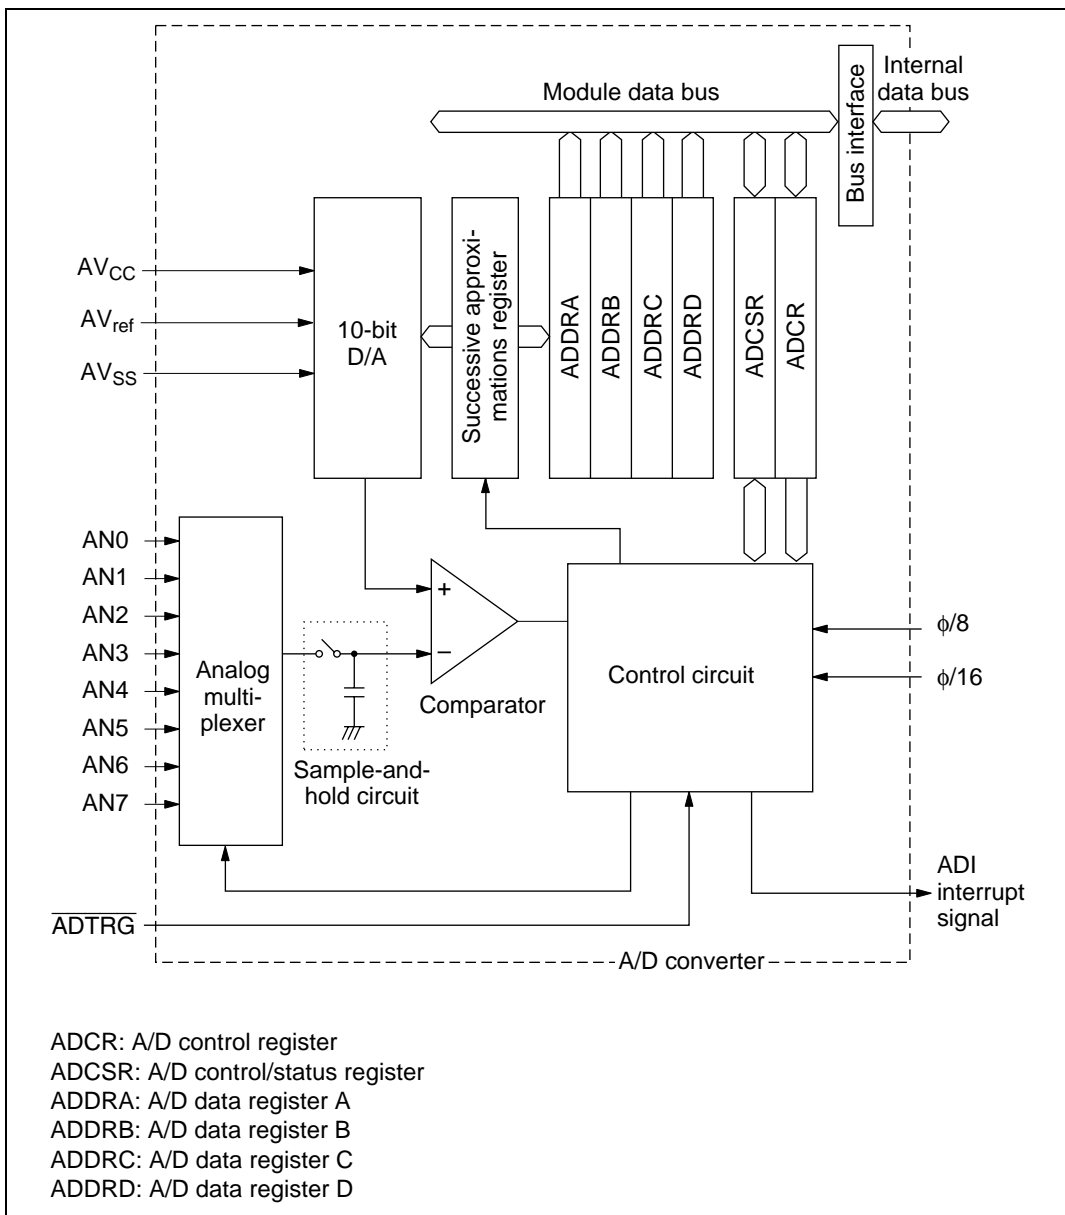 Module data bus
Internal
data bus
Bus interface
AVCC
AVref
AVSS
10-bit
D/A
Successive approxi-
mations register
ADDRA
ADDRB
ADDRC
ADDRD
ADCSR
ADCR
AN0
AN1
AN2
AN3
AN4
AN5
AN6
AN7
Analog
multi-
plexer
Sample-and-
hold circuit
+
−
Comparator
Control circuit
ϕ/8
ϕ/16
ADTRG
ADI
interrupt
signal
A/D converter
ADCR: A/D control register
ADCSR: A/D control/status register
ADDRA: A/D data register A
ADDRB: A/D data register B
ADDRC: A/D data register C
ADDRD: A/D data register D